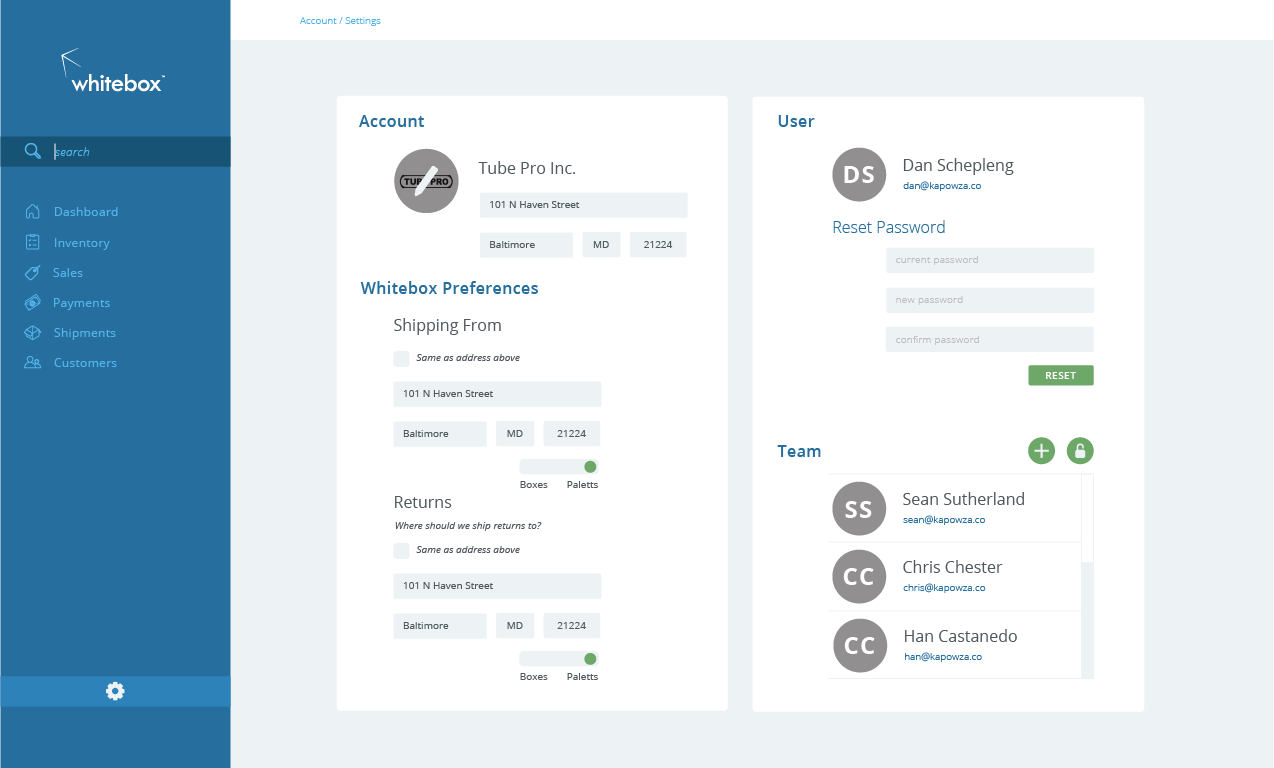 Account / Settings
whitebox™
search
Dashboard
Inventory
Sales
Payments
Shipments
Customers
Account
TUBE PRO
Tube Pro Inc.
101 N Haven Street
Baltimore MD 21224
Whitebox Preferences
Shipping From
Same as address above
101 N Haven Street
Baltimore MD 21224
Boxes Paletts
Returns
Where should we ship returns to?
Same as address above
101 N Haven Street
Baltimore MD 21224
Boxes Paletts
User
DS
Dan Schepleng
dan@kapowza.co
Reset Password
current password
new password
confirm password
RESET
Team
SS
Sean Sutherland
sean@kapowza.co
CC
Chris Chester
chris@kapowza.co
CC
Han Castanedo
han@kapowza.co